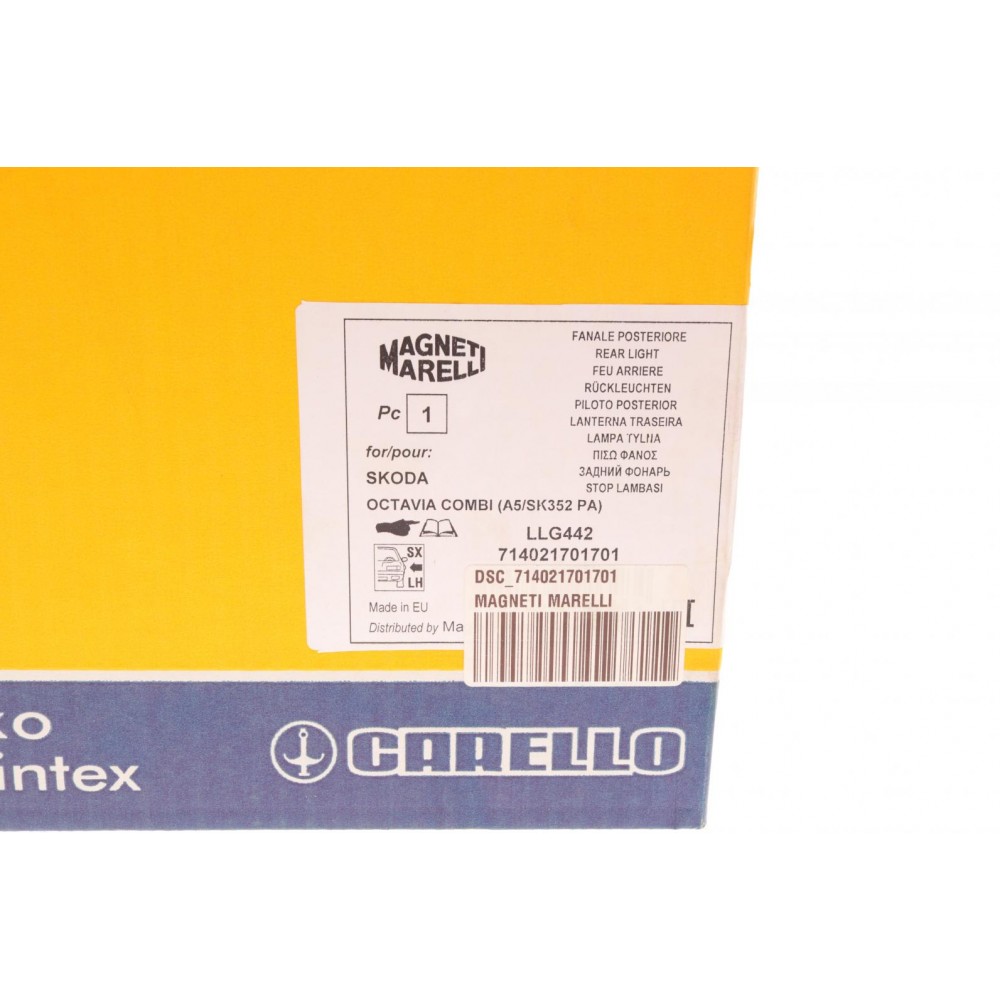 MAGNETI
MARELLI
Pc 1
for/pour:
SKODA
OCTAVIA COMBI (A5/SK352 PA)
FANALE POSTERIORE
REAR LIGHT
FEU ARRIERE
RÜCKLEUCHTEN
PILOTO POSTERIOR
LANTERNA TRASEIRA
LAMPA TYLNA
ΠΙΣΩ ΦΑΝΟΣ
ЗАДНИЙ ФОНАРЬ
STOP LAMBASI
LLG442
714021701701
SX
LH
Made in EU
Distributed by Ma
DSC_714021701701
MAGNETI MARELLI
xo
intex
CARELLO